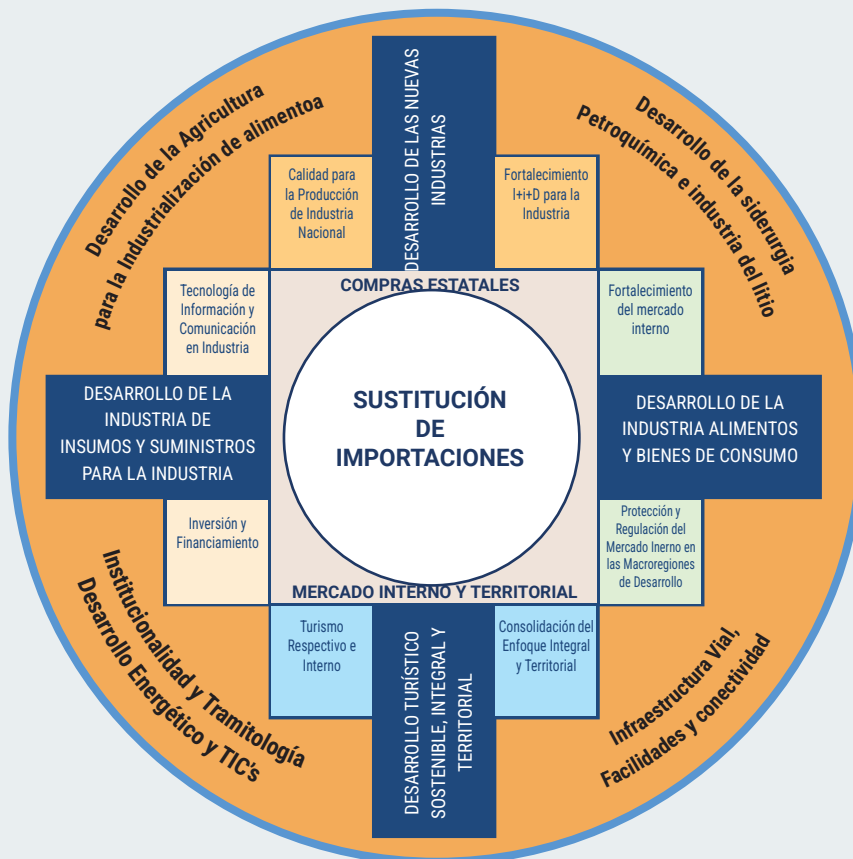 Desarrollo de la Agricultura
para la Industrialización de alimentoa
DESARROLLO DE LAS NUEVAS
INDUSTRIAS
Desarrollo de la siderurgia
Petroquímica e industria del litio
Calidad para
la Producción
de Industria
Nacional
Fortalecimiento
I+i+D para la
Industria
COMPRAS ESTATALES
Tecnología de
Información y
Comunicación
en Industria
Fortalecimiento
del mercado
interno
SUSTITUCIÓN
DE
IMPORTACIONES
DESARROLLO DE LA
INDUSTRIA DE
INSUMOS Y SUMINISTROS
PARA LA INDUSTRIA
DESARROLLO DE LA
INDUSTRIA ALIMENTOS
Y BIENES DE CONSUMO
Inversión y
Financiamiento
Protección y
Regulación del
Mercado Inerno en
las Macroregiones
de Desarrollo
MERCADO INTERNO Y TERRITORIAL
Turismo
Respectivo e
Interno
DESARROLLO TURÍSTICO
SOSTENIBLE, INTEGRAL Y
TERRITORIAL
Consolidación del
Enfoque Integral
y Territorial
Institucionalidad y Tramitología
Desarrollo Energético y TIC's
Infraestructura Vial,
Facilidades y conectividad